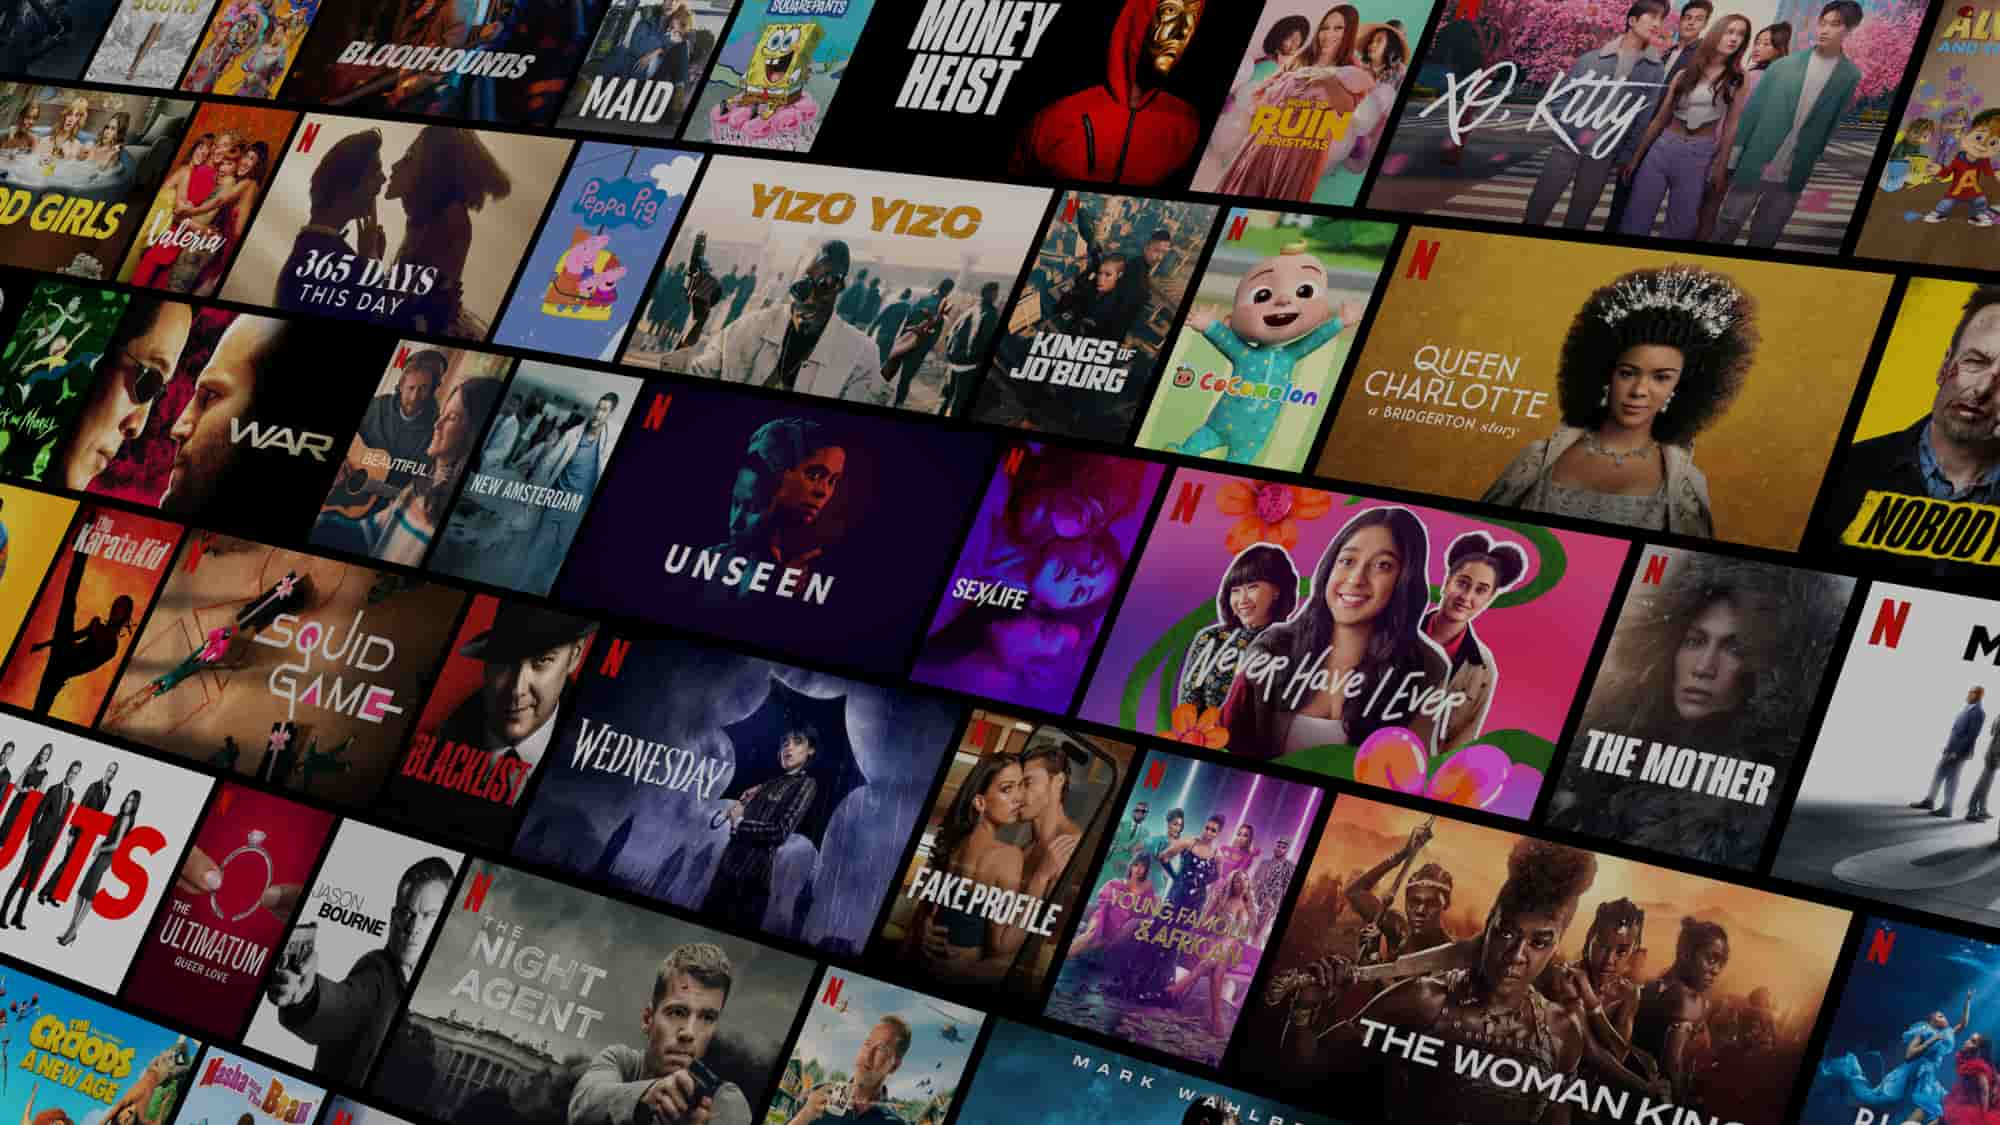 SOUTH
BLOODHOUNDS
MAID
SQUAREPANTS
MONEY
HEIST
HOW TO
RUIN
CHRISTMAS
XO, Kitty
OD GIRLS
Valeria
N
365 DAYS
THIS DAY
Peppa Pig
YIZO YIZO
N
KINGS OF
JO'BURG
N
CoComelon
N
QUEEN
CHARLOTTE
a BRIDGERTON story
NOBODY
A
WAR
N
BEAUTIFUL
NEW AMSTERDAM
N
UNSEEN
N
SEX/LIFE
N
Never Have I Ever
N
THE MOTHER
N
M
The
Karate Kid
N
SQUID
GAME
BLACKLIST
N
WEDNESDAY
N
FAKE PROFILE
N
YOUNG, FAMOUS
& AFRICAN
THE WOMAN KING
N
UITS
THE
ULTIMATUM
QUEER LOVE
JASON
BOURNE
N
THE
NIGHT
AGENT
N
MARK WAHLB
THE
CROODS
A NEW AGE
Masha and the Bear
N